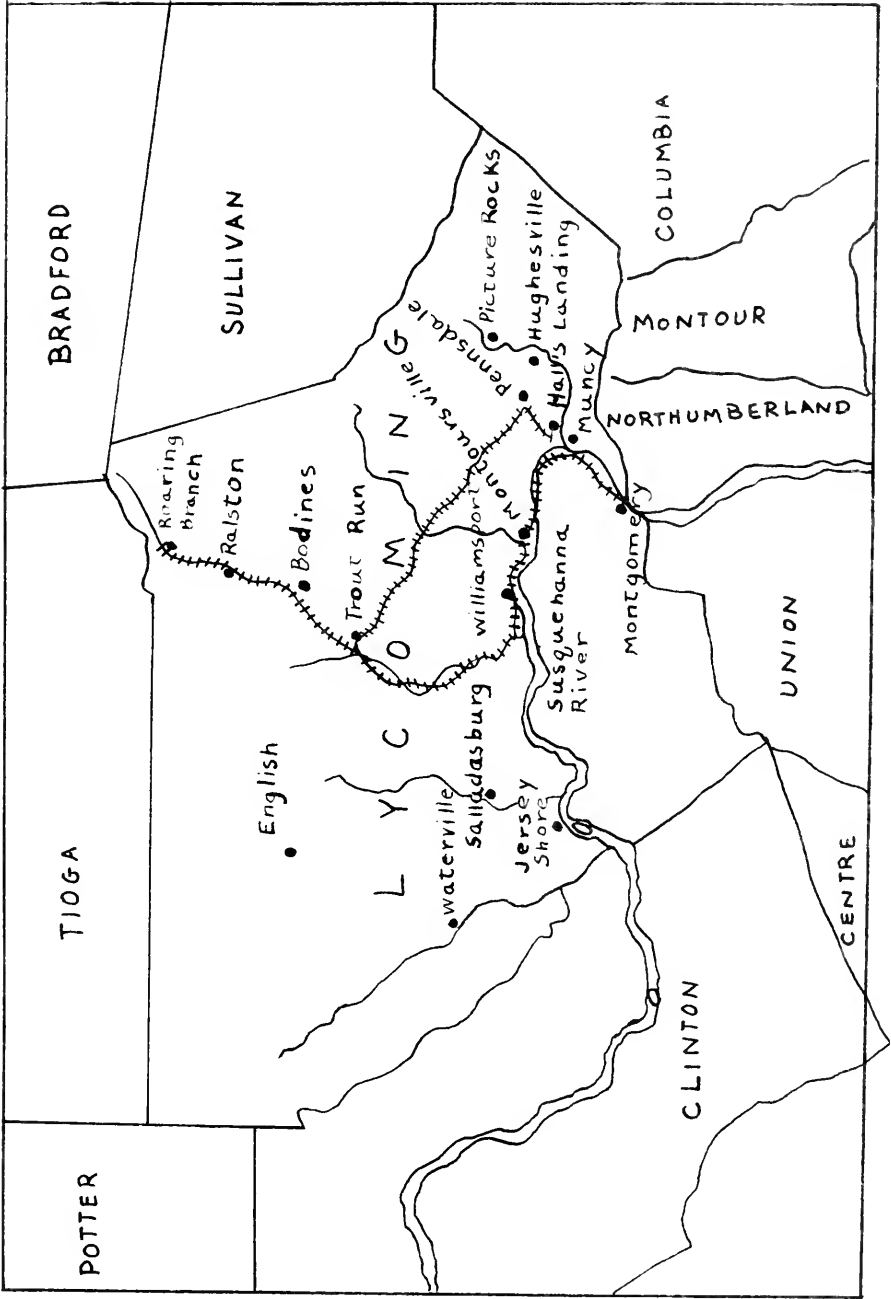 POTTER
TIOGA
BRADFORD
SULLIVAN
Roaring
Branch
Ralston
Bodines
Trout Run
English
LYCOMING
Waterville
Salladasburg
Williamsport
Montoursville
Pennsdale
Picture Rocks
Hughesville
Hall's Landing
Muncy
Jersey
Shore
Susquehanna
River
Montgomery
CLINTON
CENTRE
UNION
NORTHUMBERLAND
MONTOUR
COLUMBIA